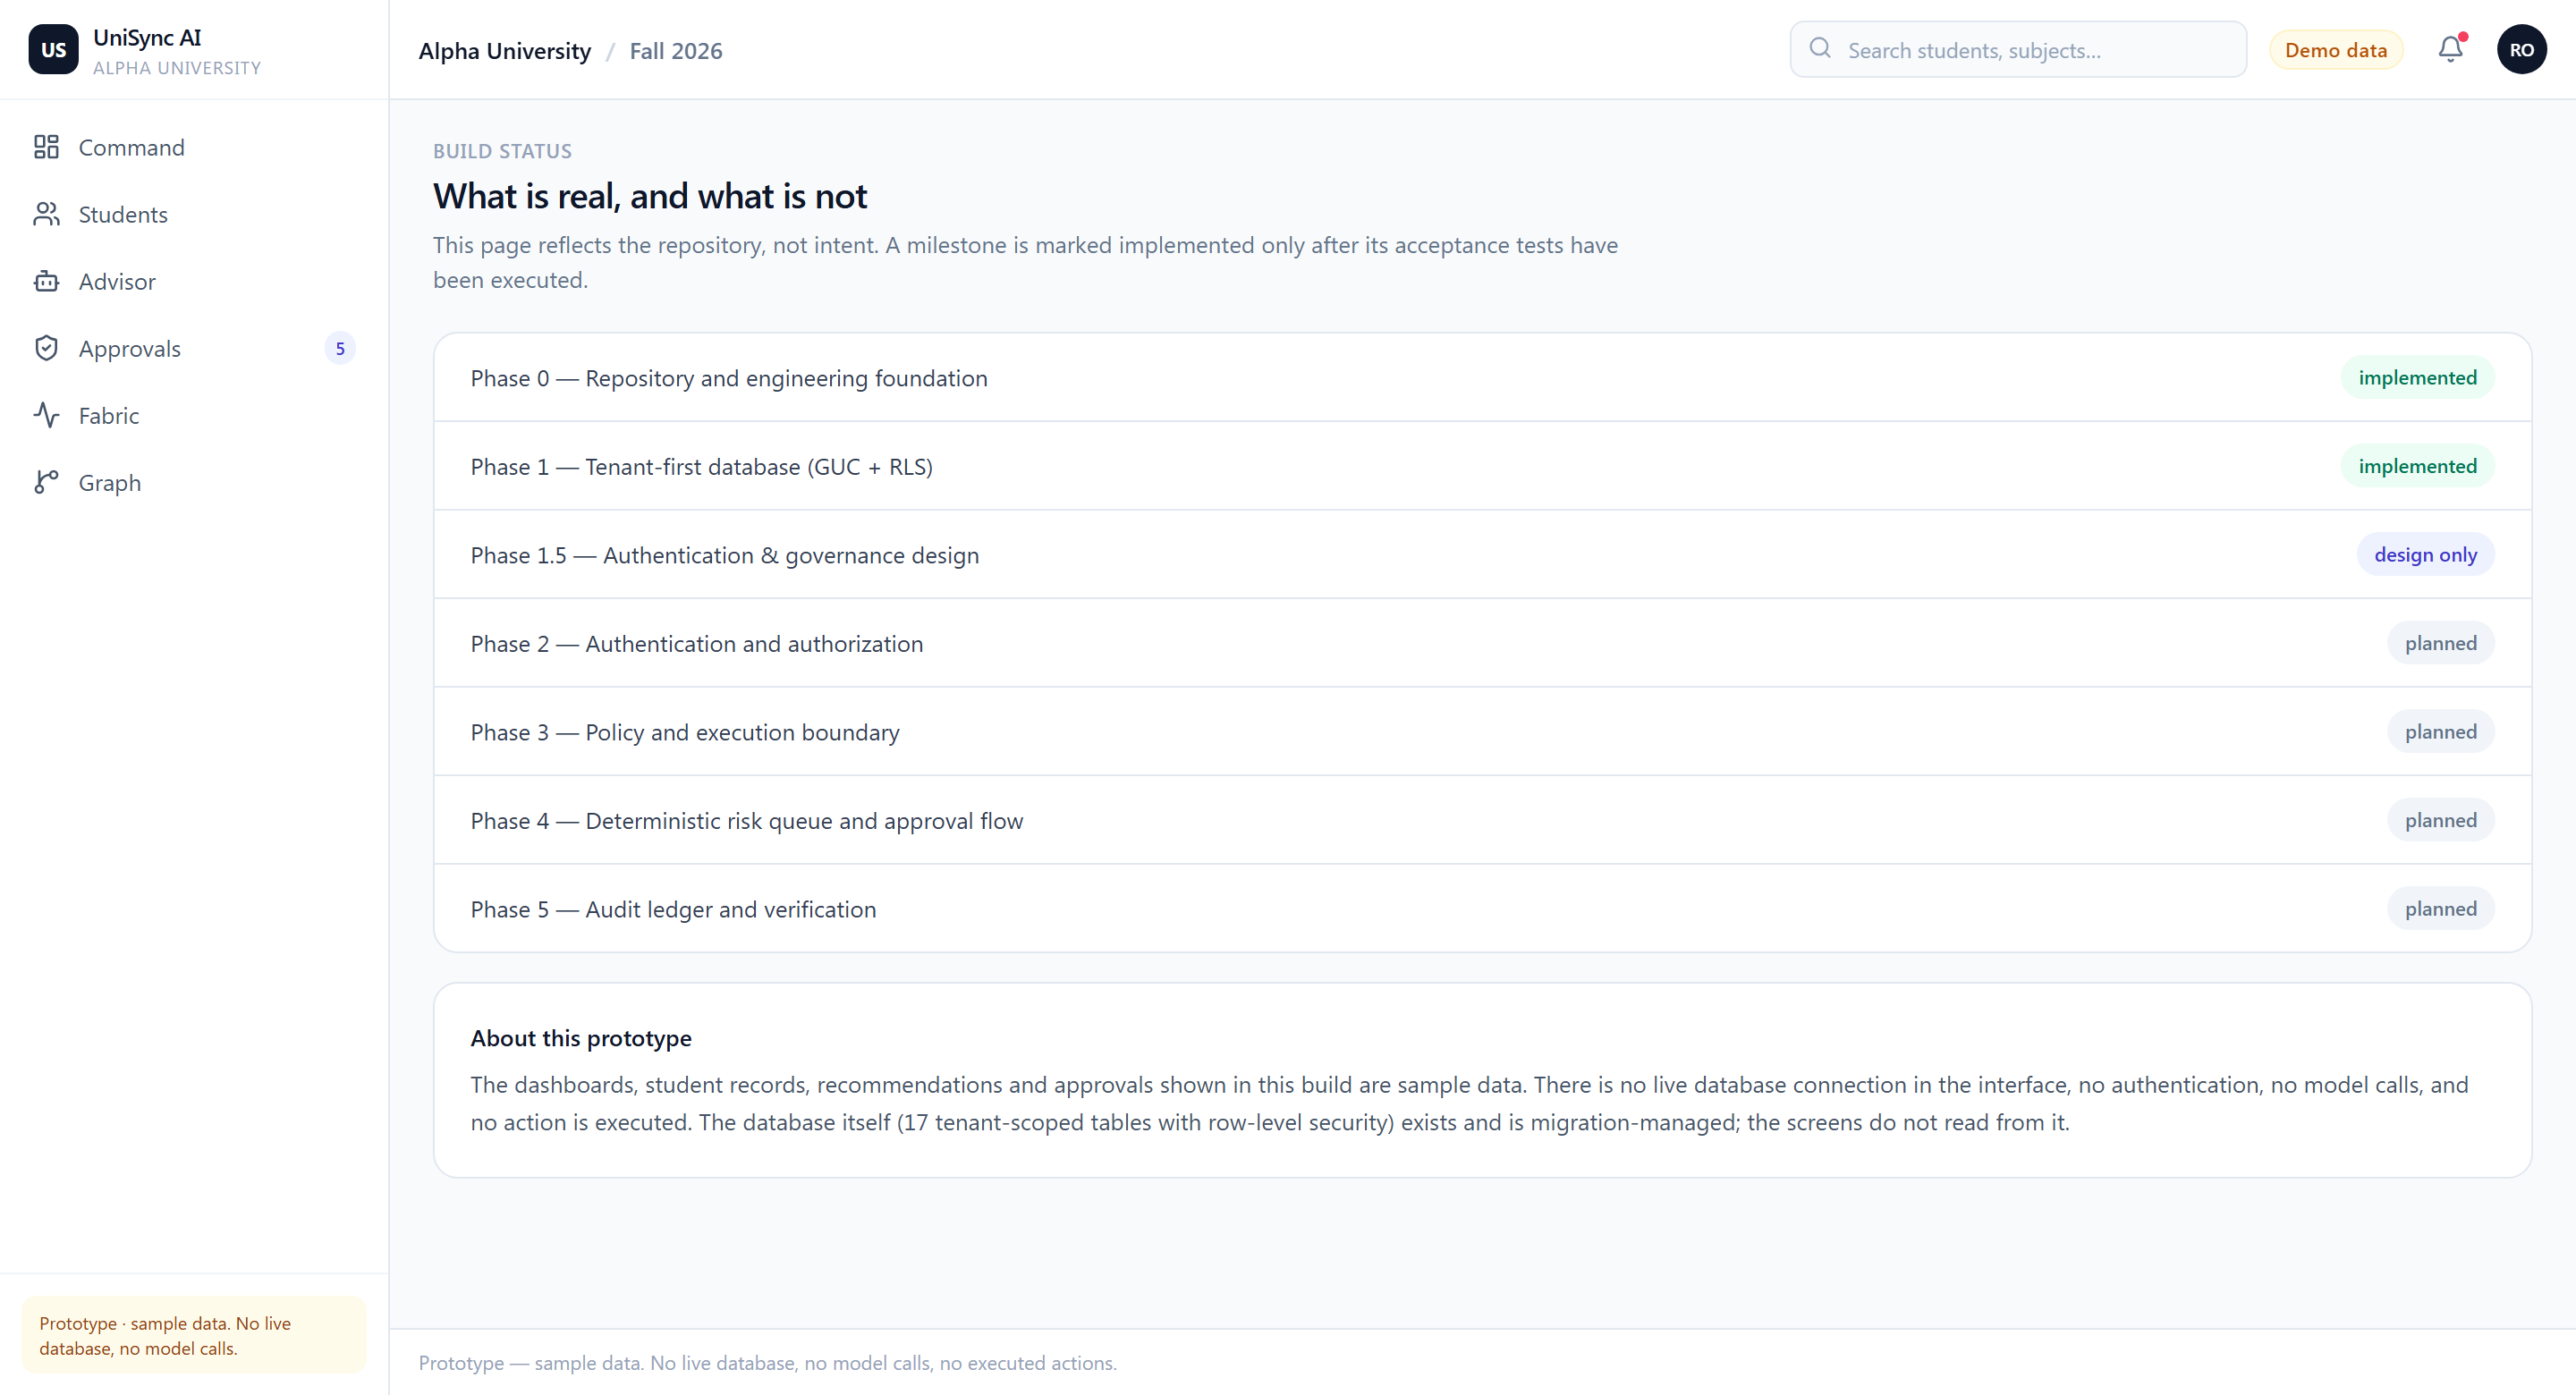 US
UniSync AI
ALPHA UNIVERSITY
Command
Students
Advisor
Approvals 5
Fabric
Graph
Prototype · sample data. No live
database, no model calls.
Alpha University / Fall 2026
Search students, subjects...
Demo data
RO
BUILD STATUS
What is real, and what is not
This page reflects the repository, not intent. A milestone is marked implemented only after its acceptance tests have
been executed.
Phase 0 — Repository and engineering foundation implemented
Phase 1 — Tenant-first database (GUC + RLS) implemented
Phase 1.5 — Authentication & governance design design only
Phase 2 — Authentication and authorization planned
Phase 3 — Policy and execution boundary planned
Phase 4 — Deterministic risk queue and approval flow planned
Phase 5 — Audit ledger and verification planned
About this prototype
The dashboards, student records, recommendations and approvals shown in this build are sample data. There is no live database connection in the interface, no authentication, no model calls, and
no action is executed. The database itself (17 tenant-scoped tables with row-level security) exists and is migration-managed; the screens do not read from it.
Prototype — sample data. No live database, no model calls, no executed actions.